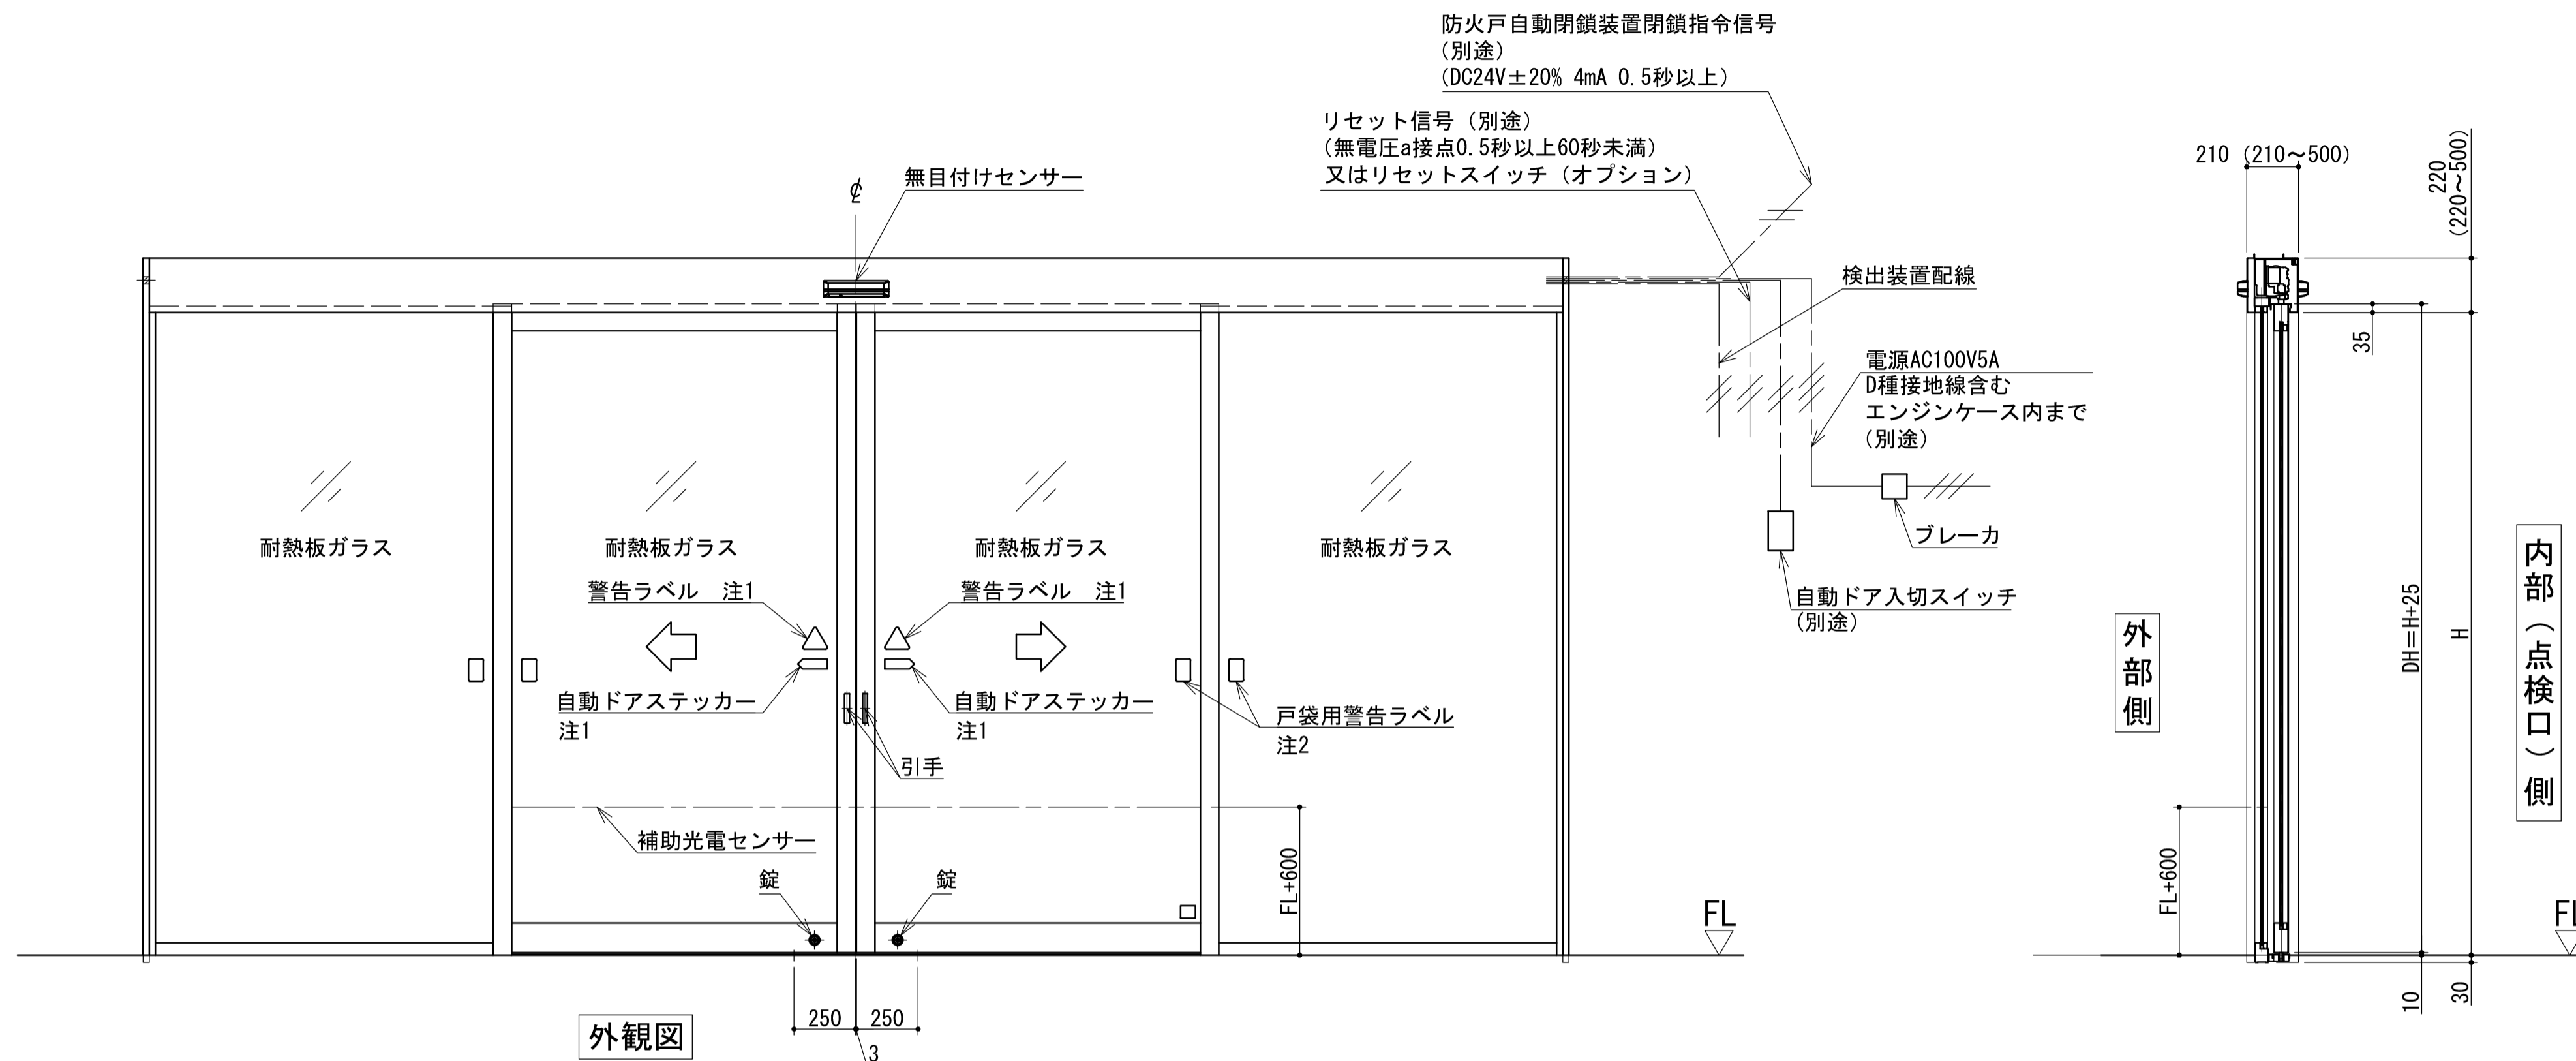 防火戸自動閉鎖装置閉鎖指令信号
(別途)
(DC24V±20% 4mA 0.5秒以上)
リセット信号 (別途)
(無電圧a接点0.5秒以上60秒未満)
又はリセットスイッチ (オプション)
無目付けセンサー
検出装置配線
電源AC100V5A
D種接地線含む
エンジンケース内まで
(別途)
ブレーカ
自動ドア入切スイッチ
(別途)
耐熱板ガラス
耐熱板ガラス
耐熱板ガラス
耐熱板ガラス
警告ラベル 注1
警告ラベル 注1
自動ドアステッカー
注1
自動ドアステッカー
注1
戸袋用警告ラベル
注2
引手
補助光電センサー
錠
錠
FL+600
FL
250
250
3
外観図
210 (210～500)
220
(220～500)
35
DH=H+25
H
外部側
内部(点検口)側
FL+600
FL
10
30